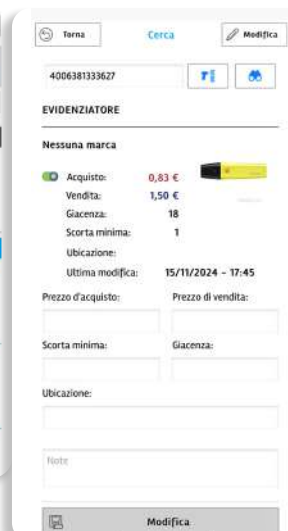 Torna Cerca Modifica
4006381333627
EVIDENZIATORE
Nessuna marca
Acquisto: 0,83 €
Vendita: 1,50 €
Giacenza: 18
Scorta minima: 1
Ubicazione:
Ultima modifica: 15/11/2024 - 17:45
Prezzo d'acquisto: Prezzo di vendita:
Scorta minima: Giacenza:
Ubicazione:
Note
Modifica